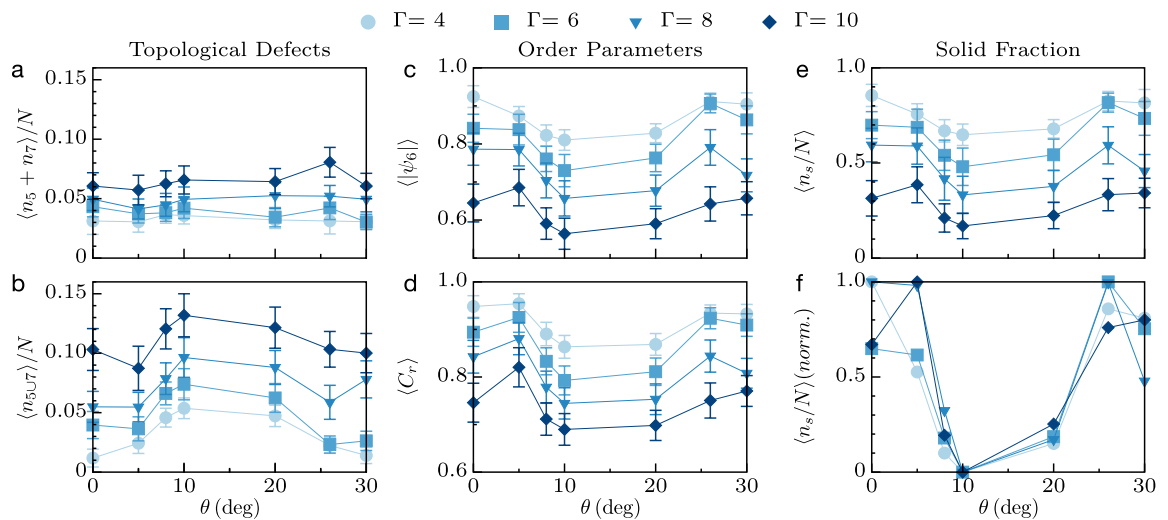 Γ= 4 Γ= 6 Γ= 8 Γ= 10
Topological Defects Order Parameters Solid Fraction
a
0.15
0.10
0.05
0
⟨n₅ + n₇⟩/N
b
0.15
0.10
0.05
0
⟨n₅∪₇⟩/N
0 10 20 30
θ (deg)
c
1.0
0.8
0.6
⟨|ψ₆|⟩
d
1.0
0.8
0.6
⟨Cᵣ⟩
0 10 20 30
θ (deg)
e
1.0
0.5
0
⟨nₛ/N⟩
f
1.0
0.5
0
⟨nₛ/N⟩(norm.)
0 10 20 30
θ (deg)